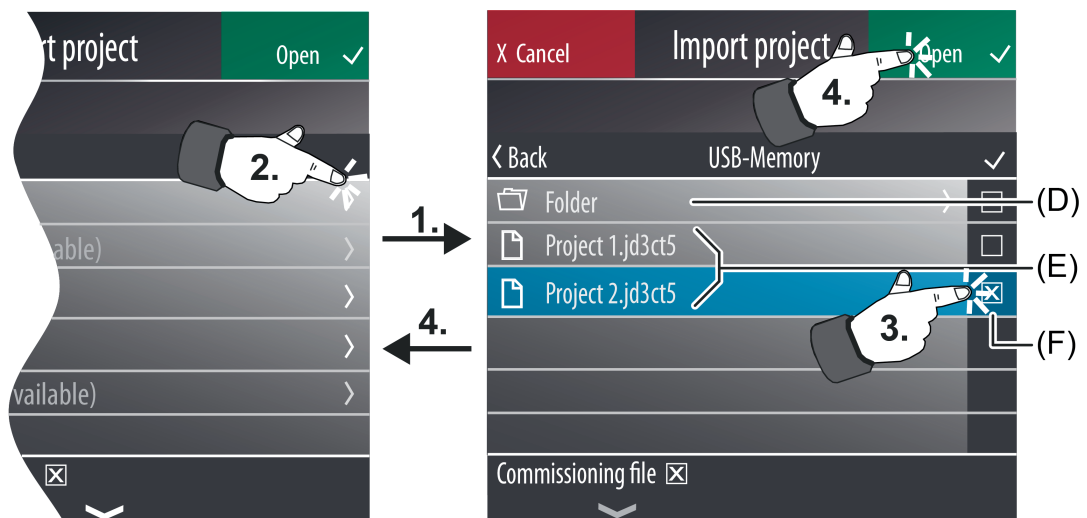 rt project
Open
2.
able)
vailable)
1.
4.
X Cancel
Import project
Open
4.
Back
USB-Memory
Folder
(D)
Project 1.jd3ct5
(E)
Project 2.jd3ct5
3.
(F)
Commissioning file